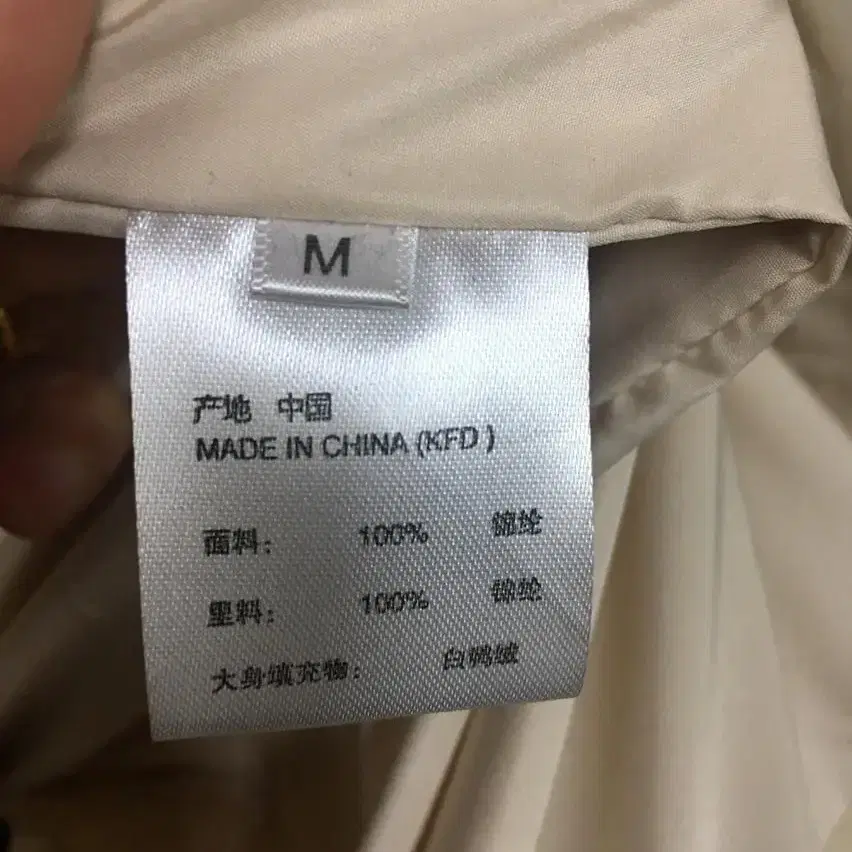 M
产地 中国
MADE IN CHINA (KFD)
面料: 100% 锦纶
里料: 100% 锦纶
大身填充物: 白鸭绒